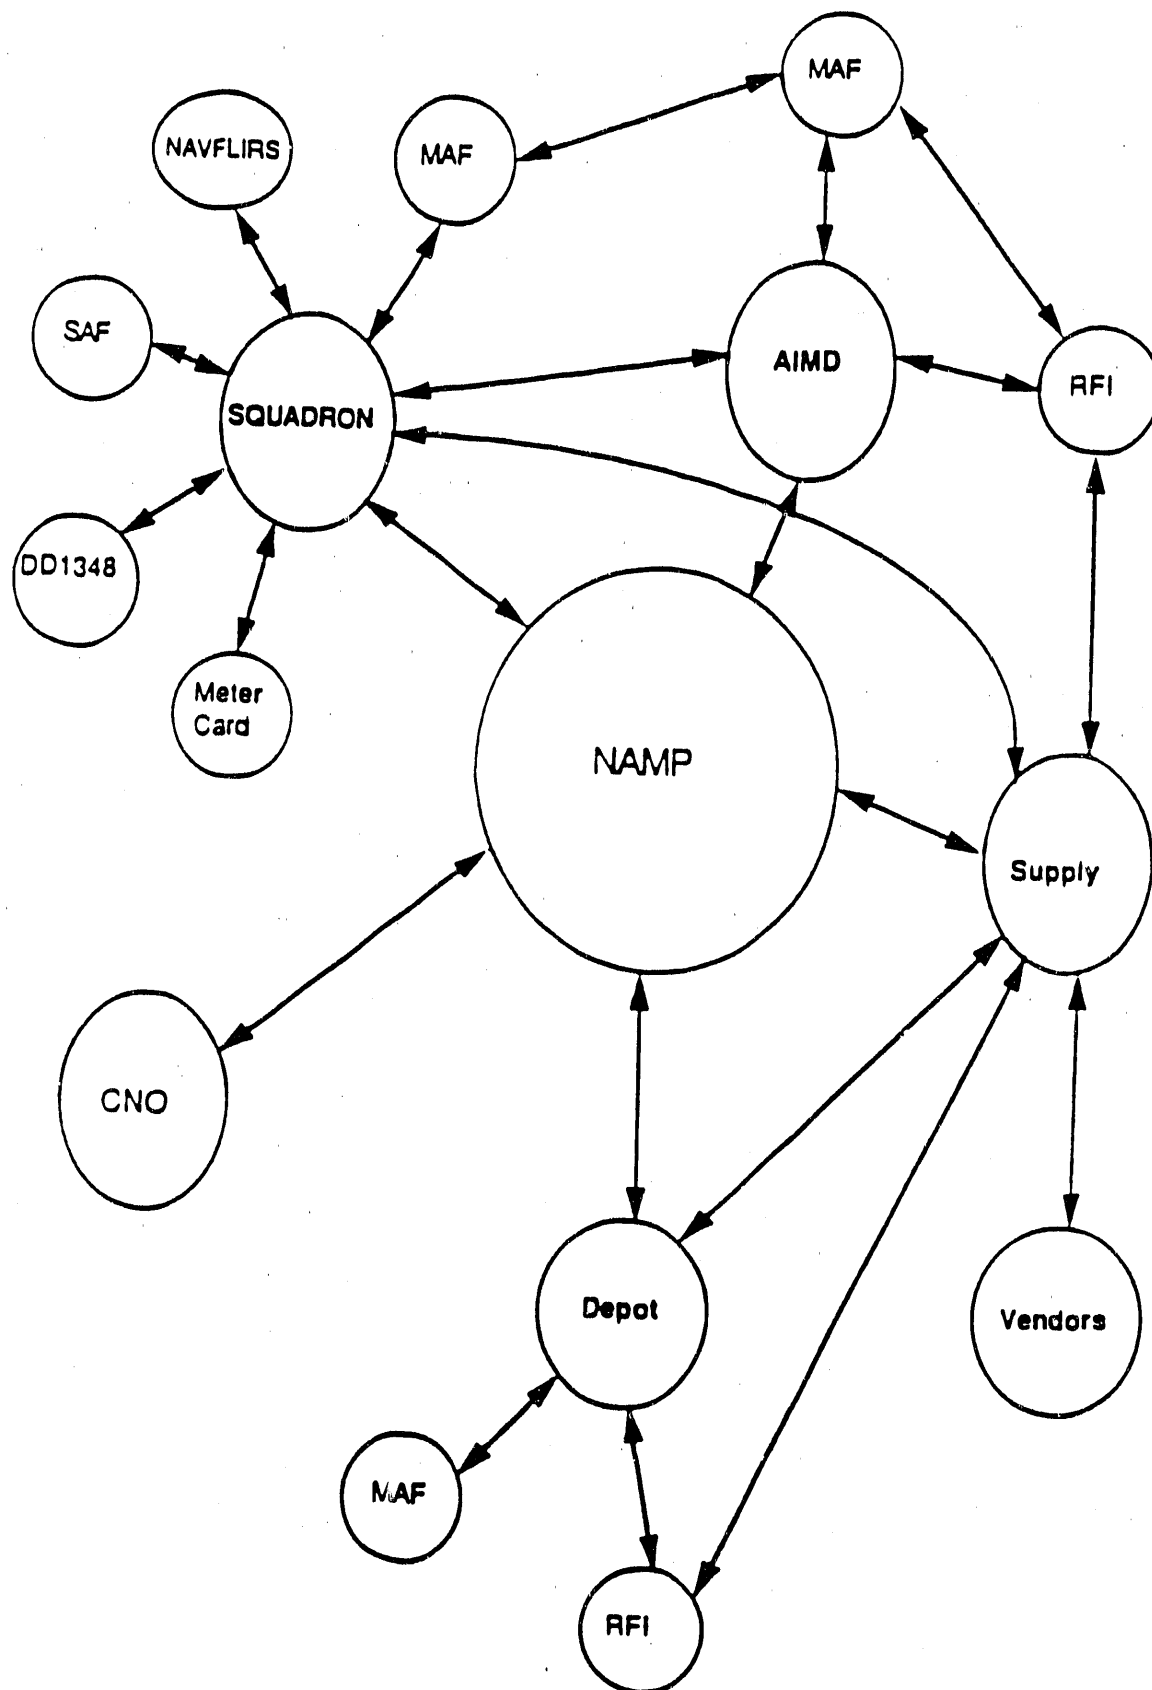 MAF
NAVFLIRS
MAF
SAF
AIMD
RFI
SQUADRON
DD1348
Meter
Card
NAMP
Supply
CNO
Depot
Vendors
MAF
RFI